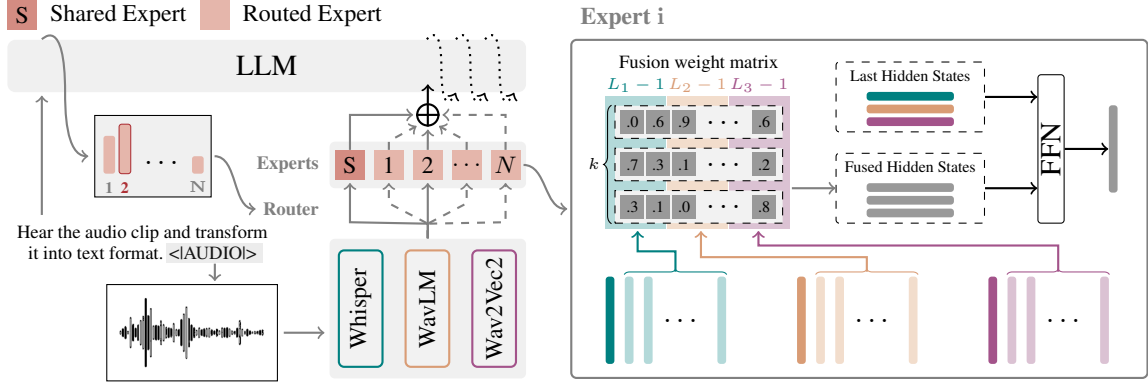 S Shared Expert Routed Expert
LLM
1 2 ... N
Experts S 1 2 ... N
Router
Hear the audio clip and transform
it into text format. <|AUDIO|>
Whisper
WavLM
Wav2Vec2
Expert i
Fusion weight matrix
L₁ − 1 L₂ − 1 L₃ − 1
k
.0 .6 .9 ... .6
.7 .3 .1 ... .2
.3 .1 .0 ... .8
Last Hidden States
Fused Hidden States
FFN
... ... ...